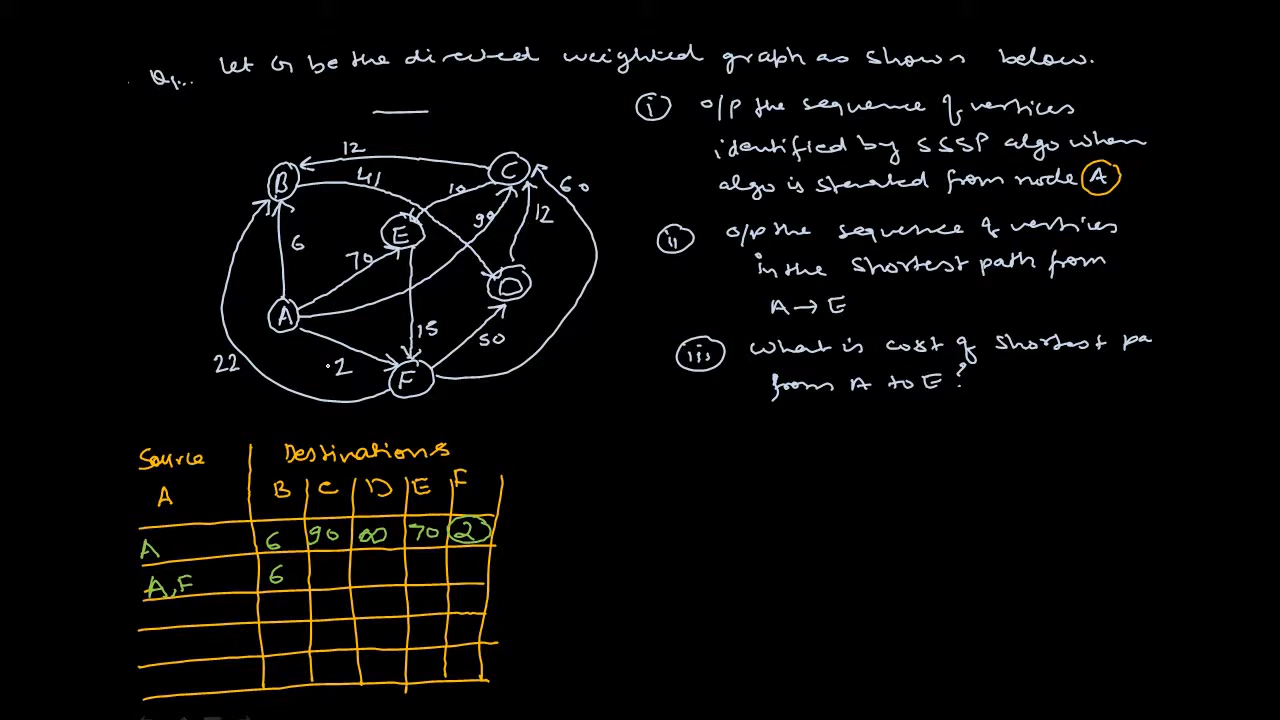 Q1... Let G be the directed weighted graph as shown below.
i o/p the sequence of vertices
identified by SSSP algo when
algo is started from node A
ii o/p the sequence of vertices
in the shortest path from
A → E
iii what is cost of shortest pa
from A to E?
12
B 41 C 60
10
E 99 12
6 70
D
A 15
50
22 .2 F
Source Destinations
A B C D E F
A 6 90 ∞ 70 2
A,F 6